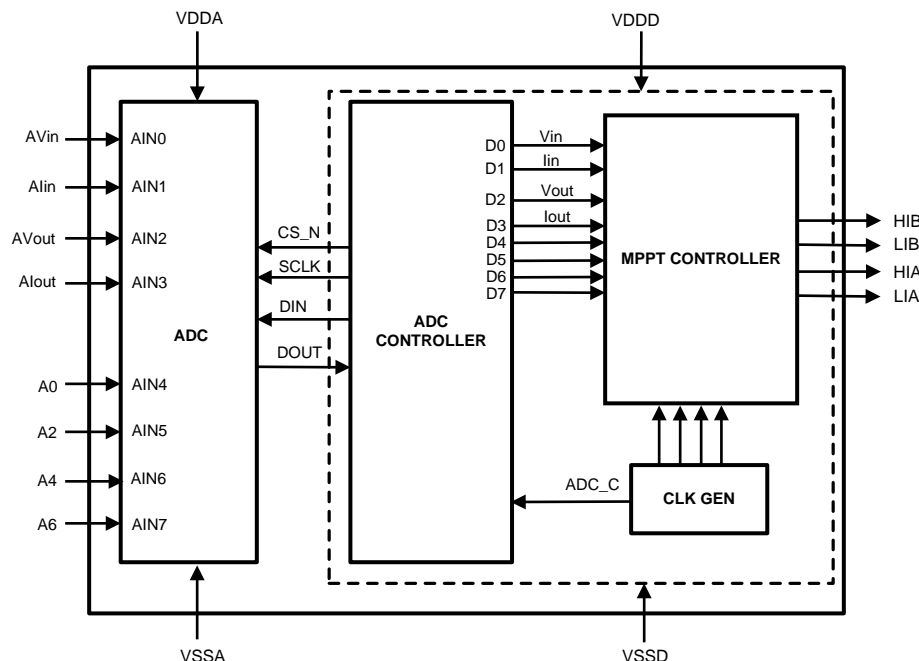 VDDA
VDDD
AVin
AIin
AVout
AIout
A0
A2
A4
A6
AIN0
AIN1
AIN2
AIN3
AIN4
AIN5
AIN6
AIN7
ADC
CS_N
SCLK
DIN
DOUT
ADC
CONTROLLER
D0
D1
D2
D3
D4
D5
D6
D7
Vin
Iin
Vout
Iout
MPPT CONTROLLER
HIB
LIB
HIA
LIA
ADC_C
CLK GEN
VSSA
VSSD